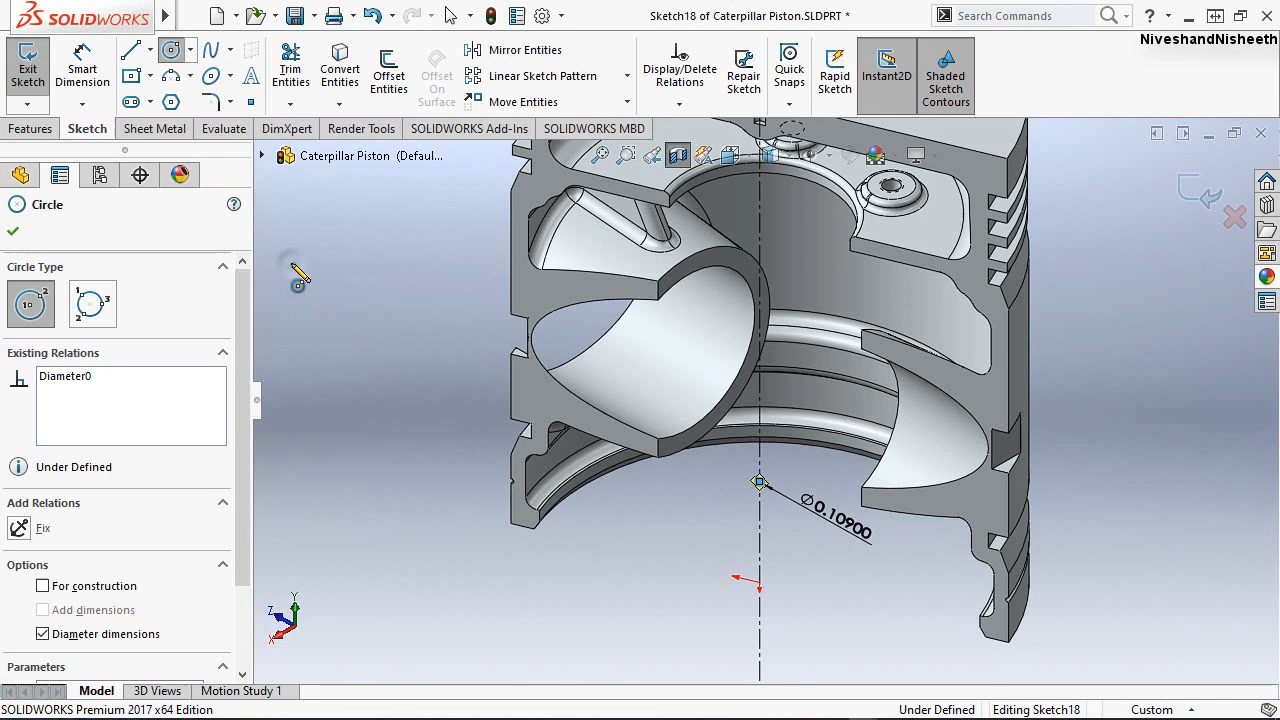 SOLIDWORKS
Sketch18 of Caterpillar Piston.SLDPRT *
Search Commands
NiveshandNisheeth
Exit Sketch
Smart Dimension
Trim Entities
Convert Entities
Offset Entities
Offset On Surface
Mirror Entities
Linear Sketch Pattern
Move Entities
Display/Delete Relations
Repair Sketch
Quick Snaps
Rapid Sketch
Instant2D
Shaded Sketch Contours
Features
Sketch
Sheet Metal
Evaluate
DimXpert
Render Tools
SOLIDWORKS Add-Ins
SOLIDWORKS MBD
Caterpillar Piston (Defaul...
Circle
Circle Type
Existing Relations
Diameter0
Under Defined
Add Relations
Fix
Options
For construction
Add dimensions
Diameter dimensions
Parameters
∅0.10900
Y
Z
X
Model
3D Views
Motion Study 1
SOLIDWORKS Premium 2017 x64 Edition
Under Defined
Editing Sketch18
Custom